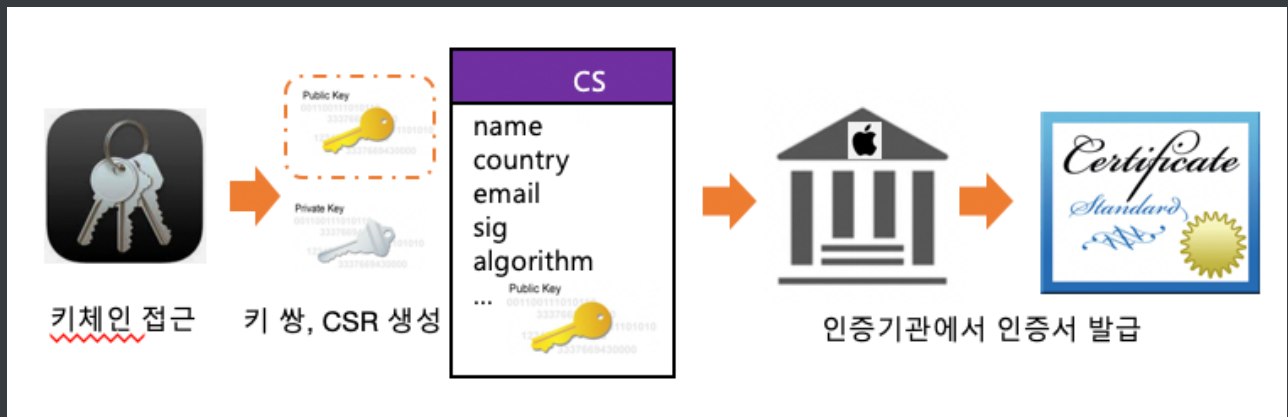 Public Key
Private Key
키체인 접근
키 쌍, CSR 생성
CS
name
country
email
sig
algorithm
...
Public Key
인증기관에서 인증서 발급
Certificate
Standard